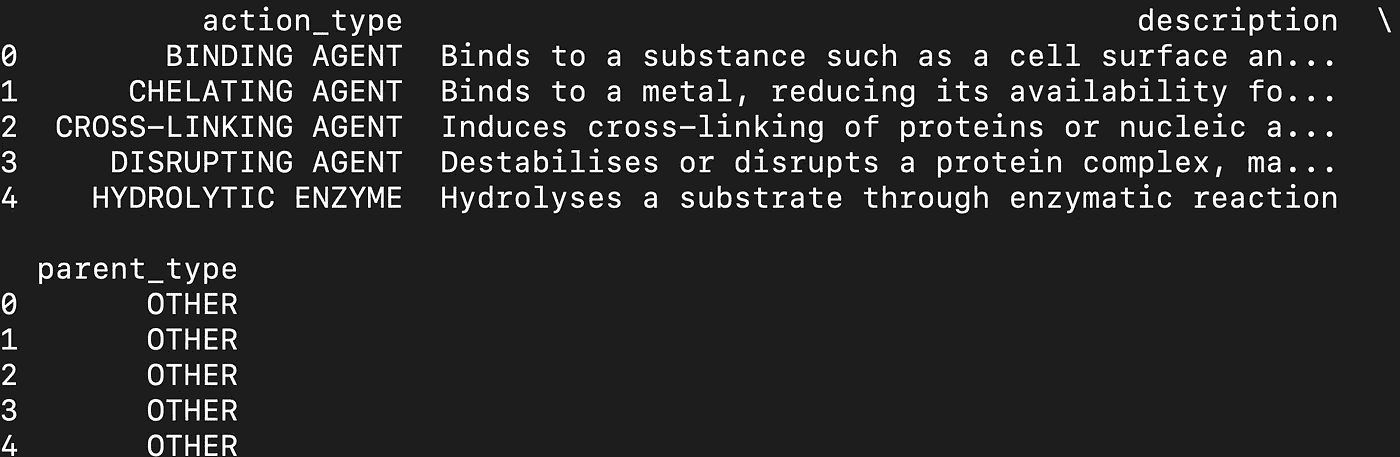 action_type description \
0 BINDING AGENT Binds to a substance such as a cell surface an...
1 CHELATING AGENT Binds to a metal, reducing its availability fo...
2 CROSS-LINKING AGENT Induces cross-linking of proteins or nucleic a...
3 DISRUPTING AGENT Destabilises or disrupts a protein complex, ma...
4 HYDROLYTIC ENZYME Hydrolyses a substrate through enzymatic reaction
parent_type
0 OTHER
1 OTHER
2 OTHER
3 OTHER
4 OTHER